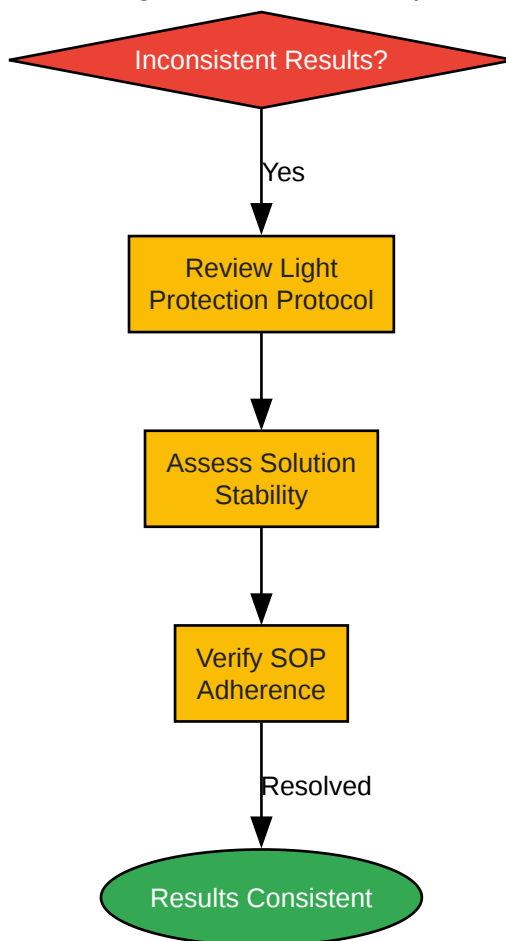 Inconsistent Results?
Yes
Review Light
Protection Protocol
Assess Solution
Stability
Verify SOP
Adherence
Resolved
Results Consistent